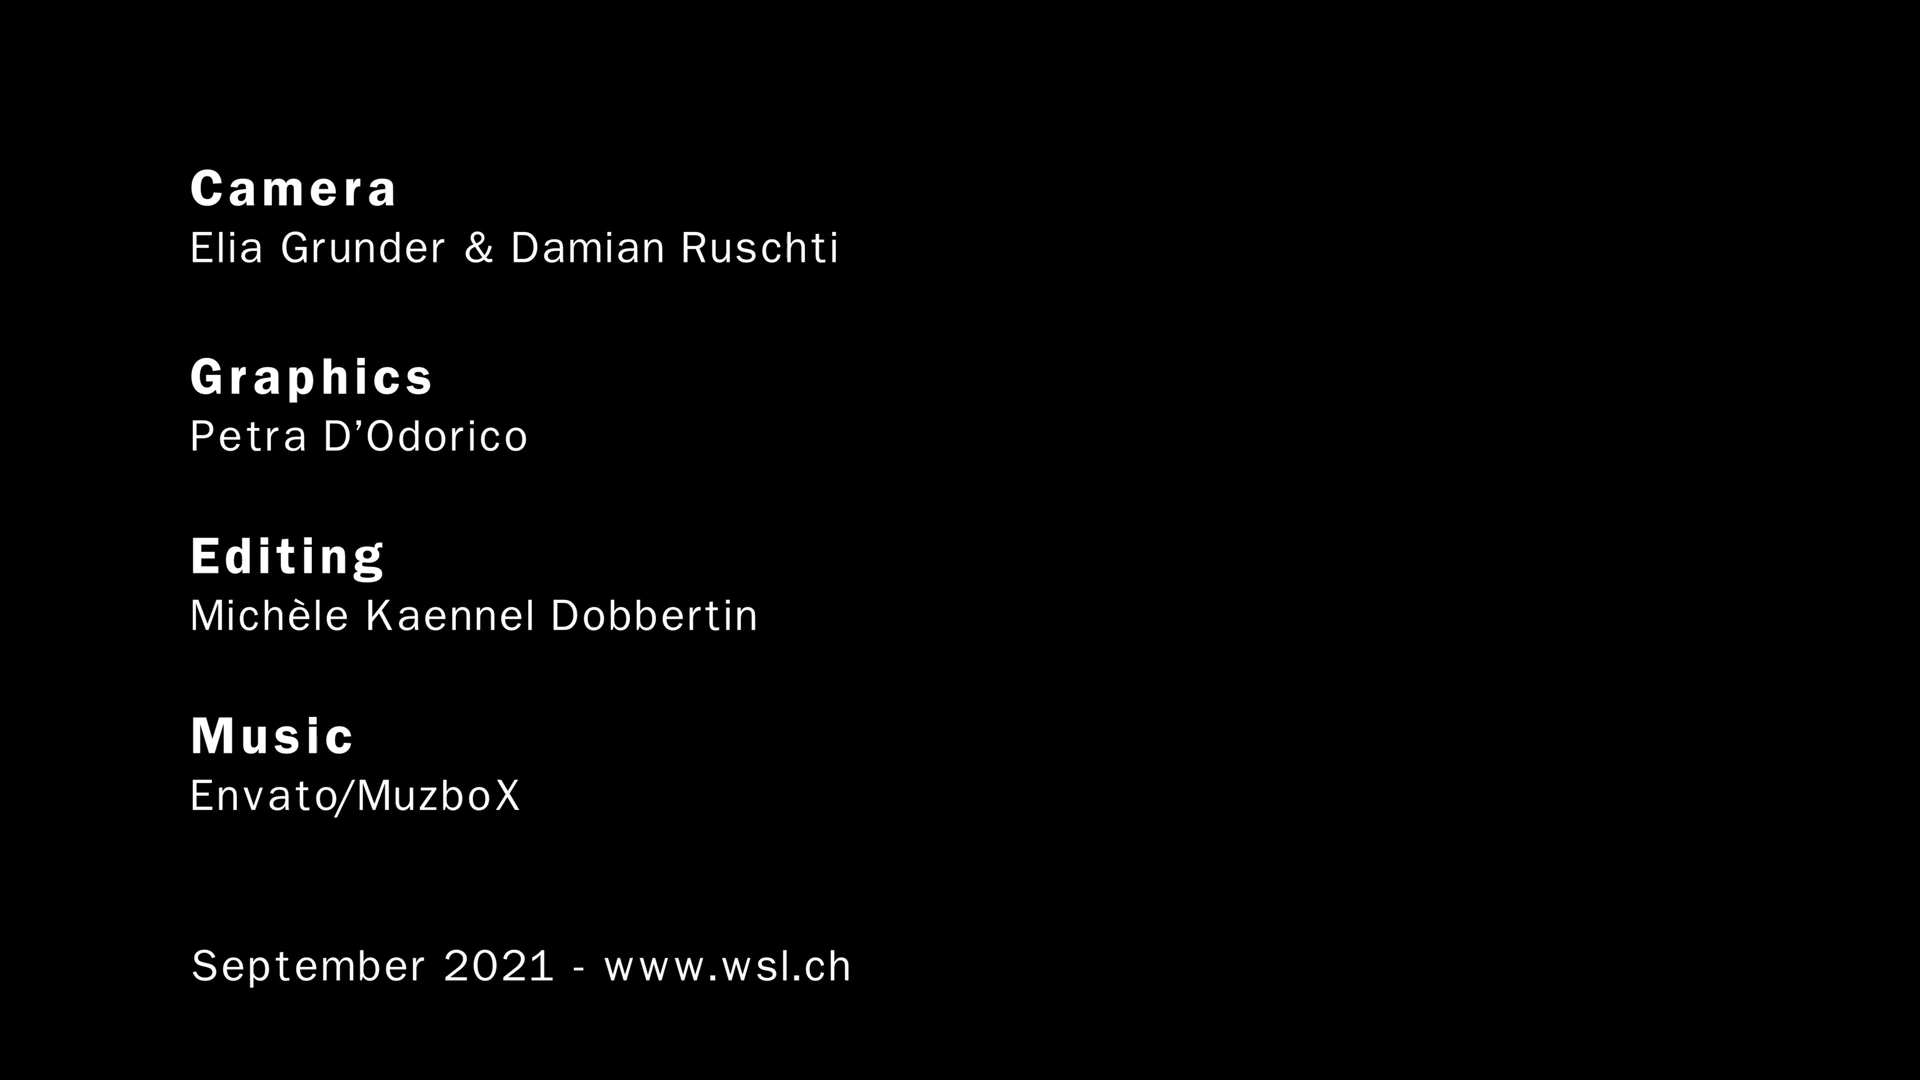 Camera
Elia Grunder & Damian Ruschti
Graphics
Petra D’Odorico
Editing
Michèle Kaennel Dobbertin
Music
Envato/MuzboX
September 2021 - www.wsl.ch